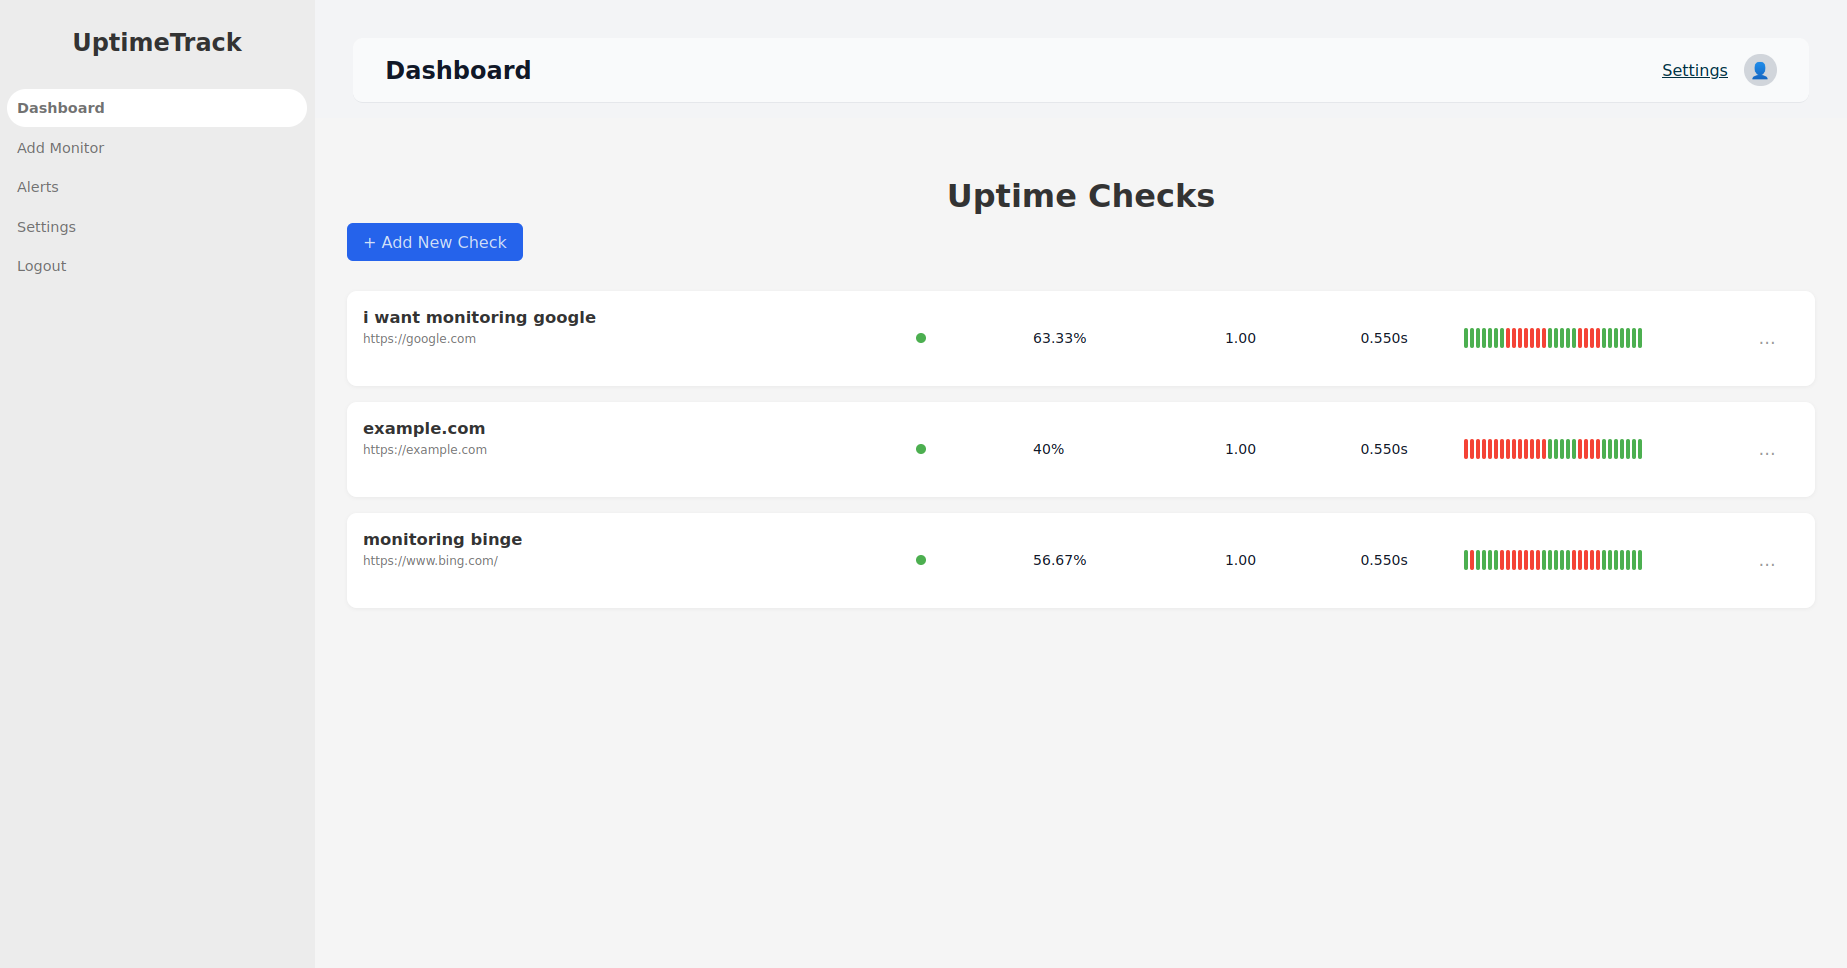 UptimeTrack
Dashboard
Add Monitor
Alerts
Settings
Logout
Dashboard
Settings
Uptime Checks
+ Add New Check
i want monitoring google
https://google.com
63.33%
1.00
0.550s
...
example.com
https://example.com
40%
1.00
0.550s
...
monitoring binge
https://www.bing.com/
56.67%
1.00
0.550s
...